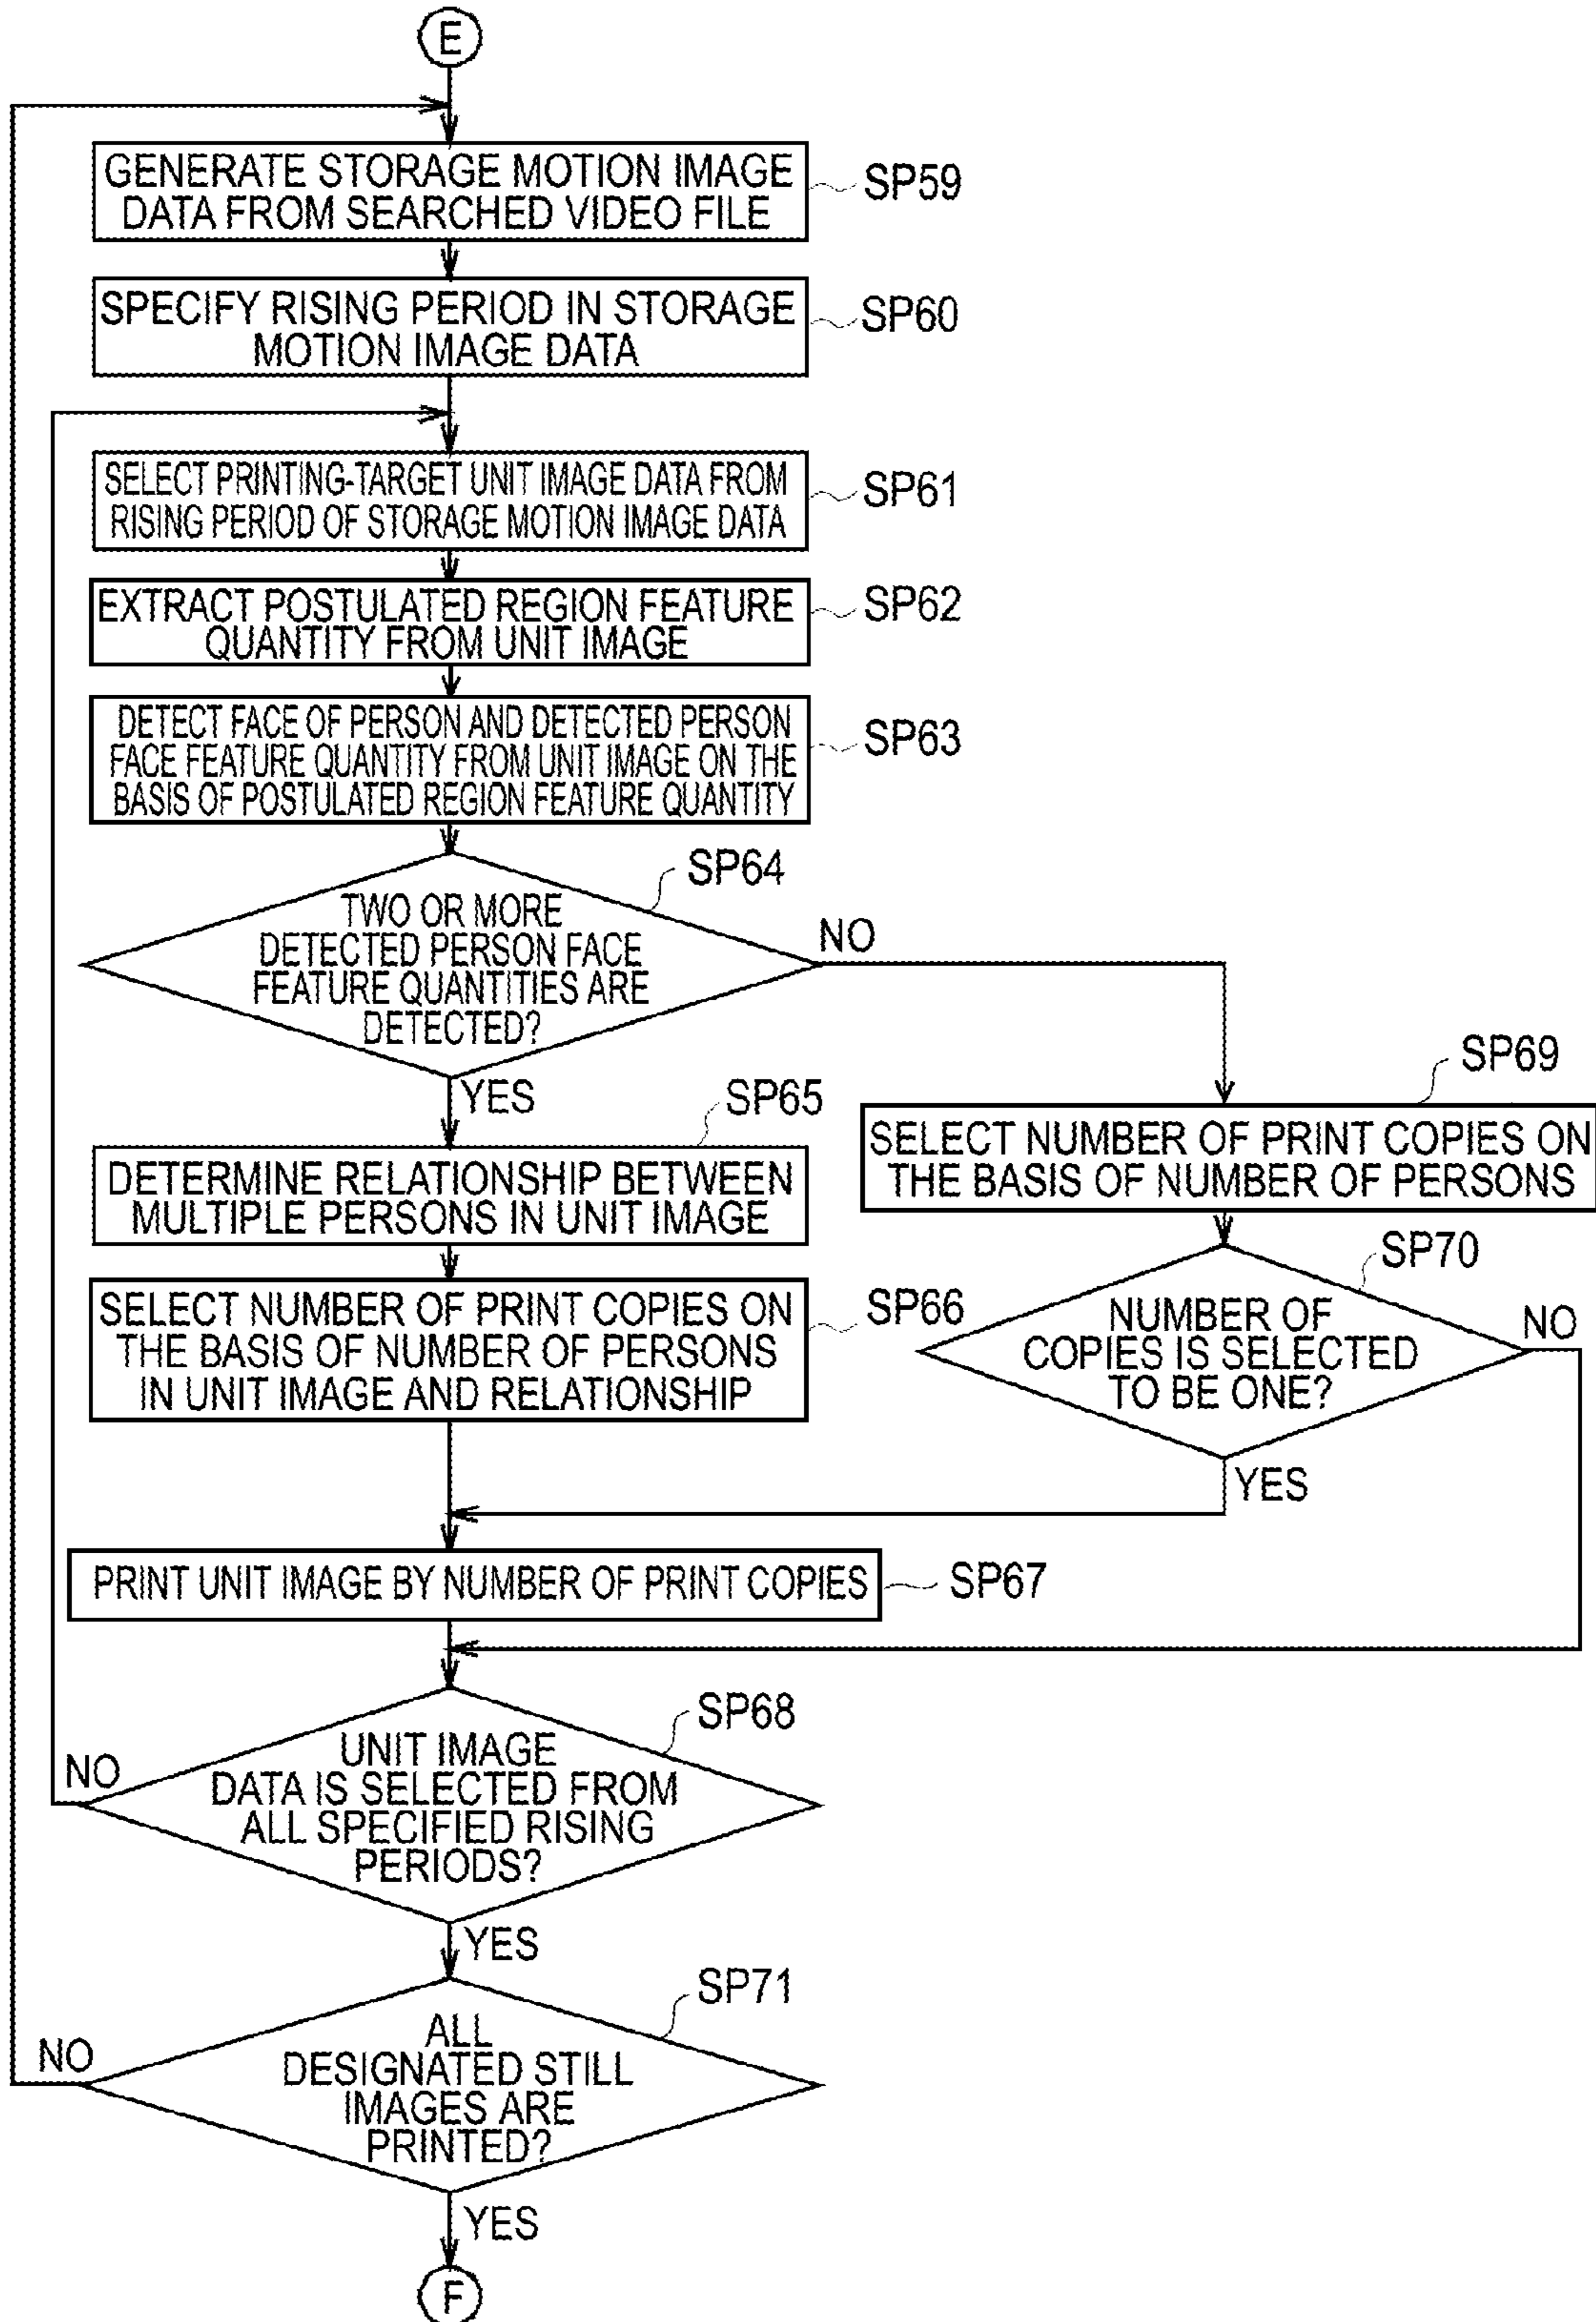 E
GENERATE STORAGE MOTION IMAGE
DATA FROM SEARCHED VIDEO FILE
SP59
SPECIFY RISING PERIOD IN STORAGE
MOTION IMAGE DATA
SP60
SELECT PRINTING-TARGET UNIT IMAGE DATA FROM
RISING PERIOD OF STORAGE MOTION IMAGE DATA
SP61
EXTRACT POSTULATED REGION FEATURE
QUANTITY FROM UNIT IMAGE
SP62
DETECT FACE OF PERSON AND DETECTED PERSON
FACE FEATURE QUANTITY FROM UNIT IMAGE ON THE
BASIS OF POSTULATED REGION FEATURE QUANTITY
SP63
SP64
TWO OR MORE
DETECTED PERSON FACE
FEATURE QUANTITIES ARE
DETECTED?
NO
YES
SP65
DETERMINE RELATIONSHIP BETWEEN
MULTIPLE PERSONS IN UNIT IMAGE
SP69
SELECT NUMBER OF PRINT COPIES ON
THE BASIS OF NUMBER OF PERSONS
SELECT NUMBER OF PRINT COPIES ON
THE BASIS OF NUMBER OF PERSONS
IN UNIT IMAGE AND RELATIONSHIP
SP66
SP70
NUMBER OF
COPIES IS SELECTED
TO BE ONE?
NO
YES
PRINT UNIT IMAGE BY NUMBER OF PRINT COPIES
SP67
SP68
UNIT IMAGE
DATA IS SELECTED FROM
ALL SPECIFIED RISING
PERIODS?
NO
YES
SP71
ALL
DESIGNATED STILL
IMAGES ARE
PRINTED?
NO
YES
F